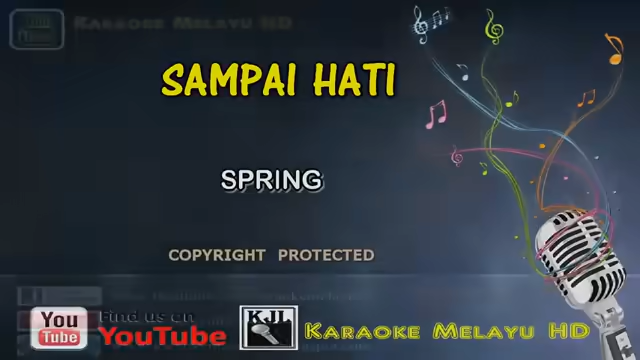 KARAOKE MELAYU HD
SAMPAI HATI
SPRING
COPYRIGHT PROTECTED
You
Tube
Find us on
YouTube
KJL
KARAOKE MELAYU HD